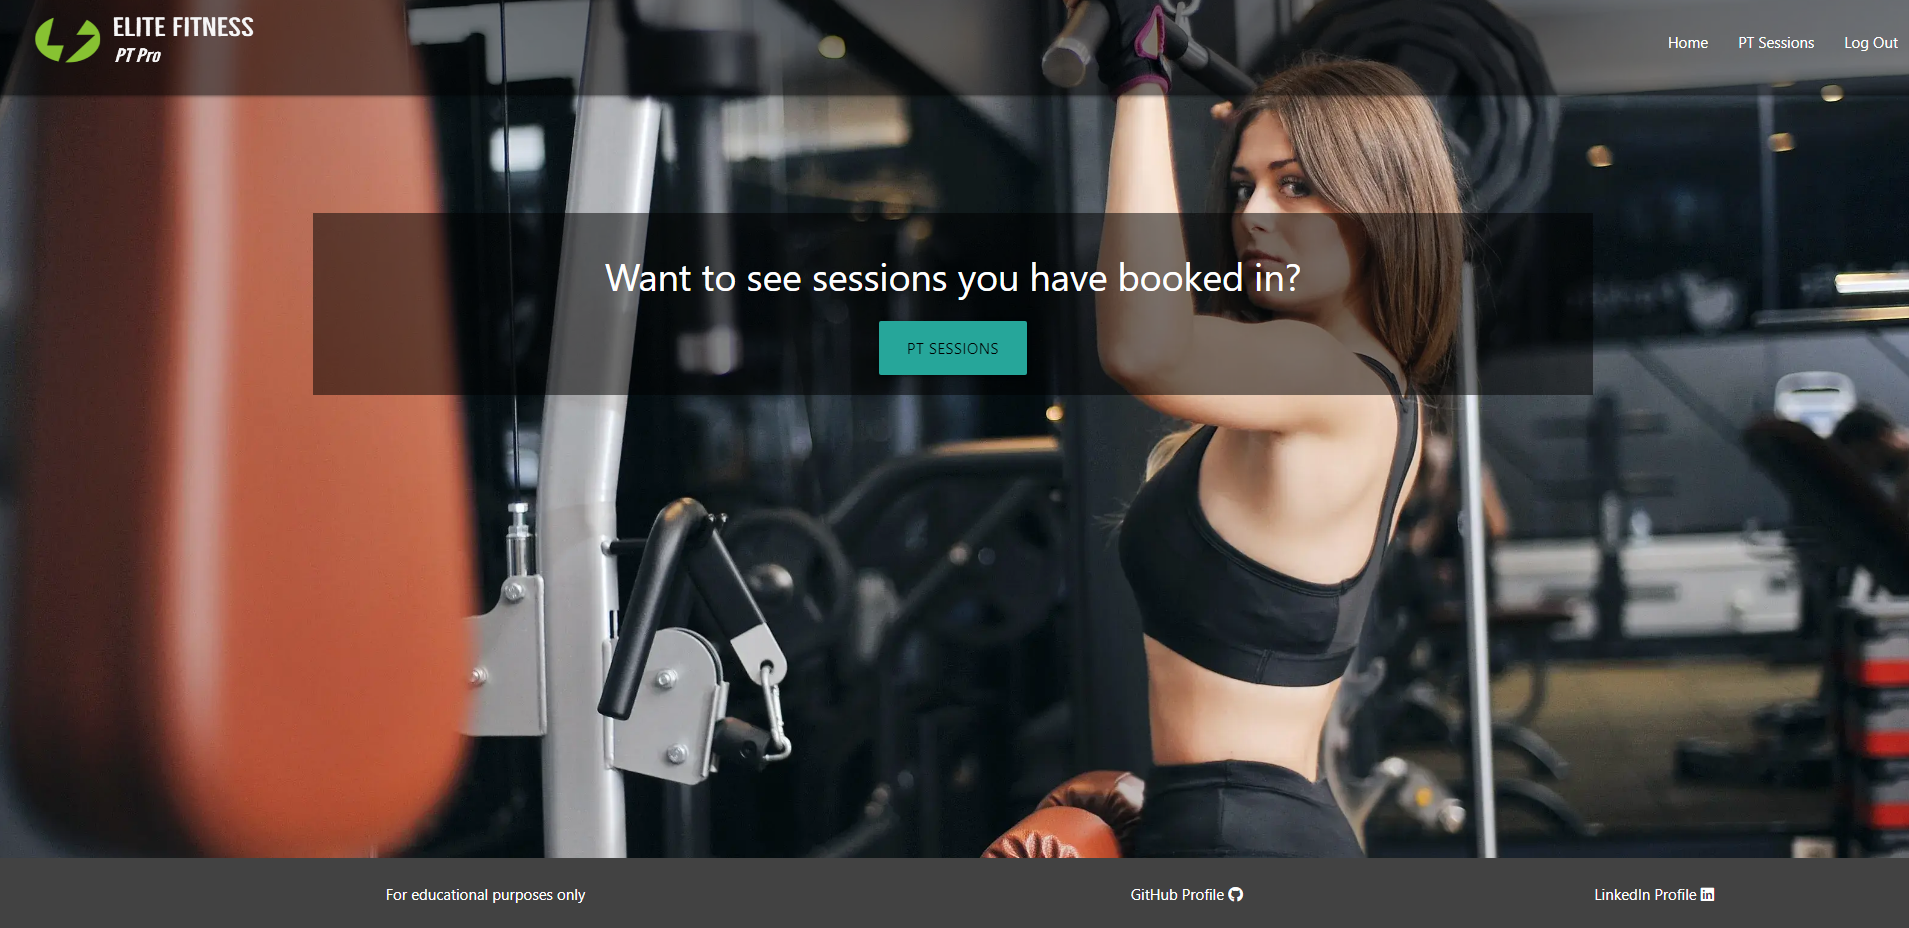 ELITE FITNESS
PT Pro
Home PT Sessions Log Out
Want to see sessions you have booked in?
PT SESSIONS
For educational purposes only GitHub Profile LinkedIn Profile